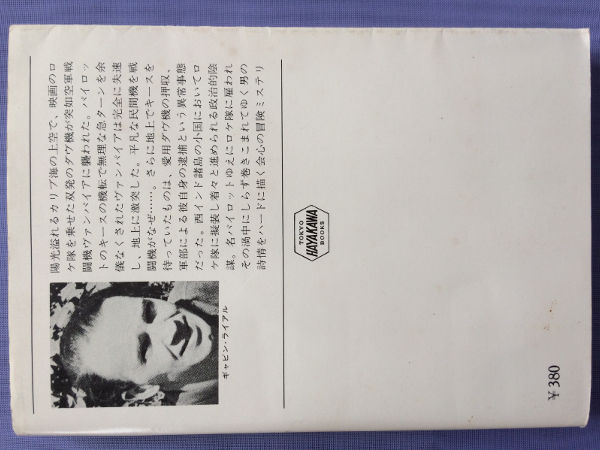 陽光溢れるカリブ海の上空で、映画のロ
ケ隊を乗せた双発のダヴ機が突如空軍戦
闘機ヴァンパイアに襲われた。パイロッ
トのキースの機転で無理な急ターンを余
儀なくされたヴァンパイアは完全に失速
し、地上に激突した。平凡な民間機を戦
闘機がなぜ……。さらに地上でキースを
待っていたものは、愛用ダヴ機の押収、
軍部による彼自身の逮捕という異常事態
だった。西インド諸島の小国においてロ
ケ隊に擬装し着々と進められる政治的陰
謀。名パイロットゆえにロケ隊に雇われ
その渦中にしらず巻きこまれてゆく男の
詩情をハードに描く会心の冒険ミステリ
ギャビン・ライアル
TOKYO
HAYAKAWA
BOOKS
¥380